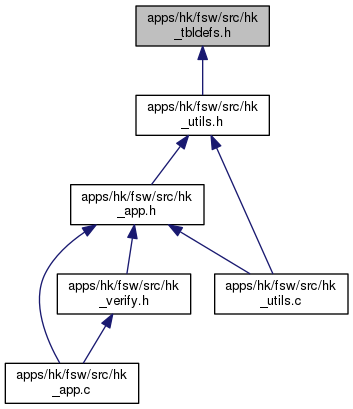 apps/hk/fsw/src/hk
_tbldefs.h
apps/hk/fsw/src/hk
_utils.h
apps/hk/fsw/src/hk
_app.h
apps/hk/fsw/src/hk
_verify.h
apps/hk/fsw/src/hk
_utils.c
apps/hk/fsw/src/hk
_app.c